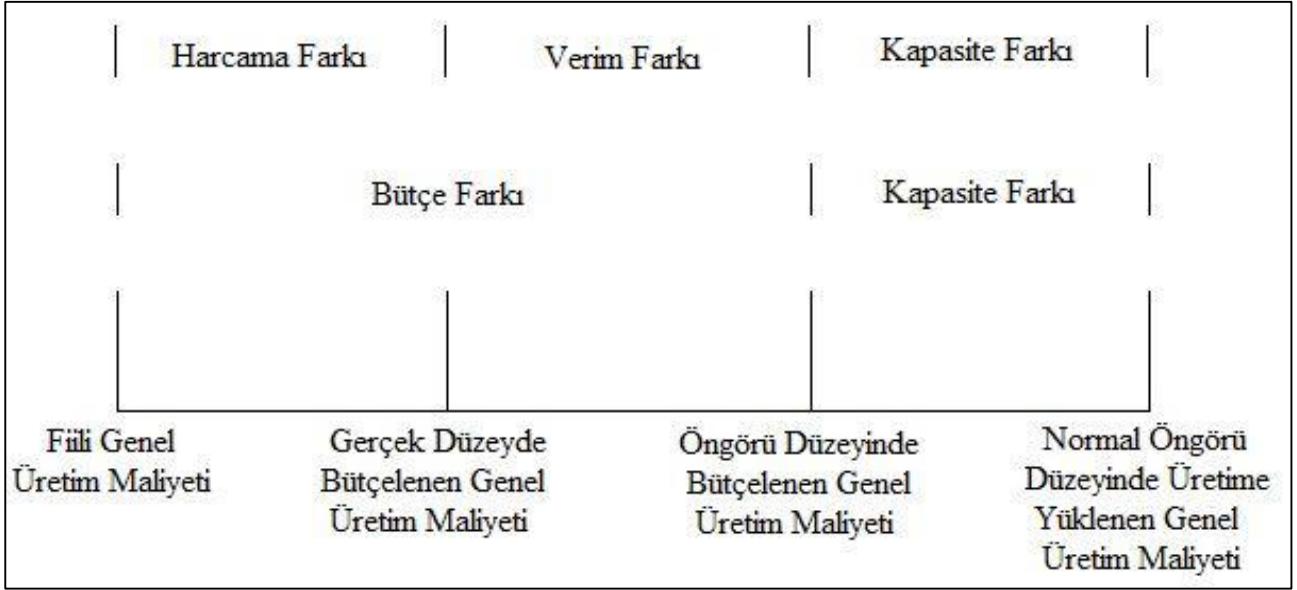 Harcama Farkı
Verim Farkı
Kapasite Farkı
Bütçe Farkı
Kapasite Farkı
Fiili Genel
Üretim Maliyeti
Gerçek Düzeyde
Bütçelenen Genel
Üretim Maliyeti
Öngörü Düzeyinde
Bütçelenen Genel
Üretim Maliyeti
Normal Öngörü
Düzeyinde Üretime
Yüklenen Genel
Üretim Maliyeti